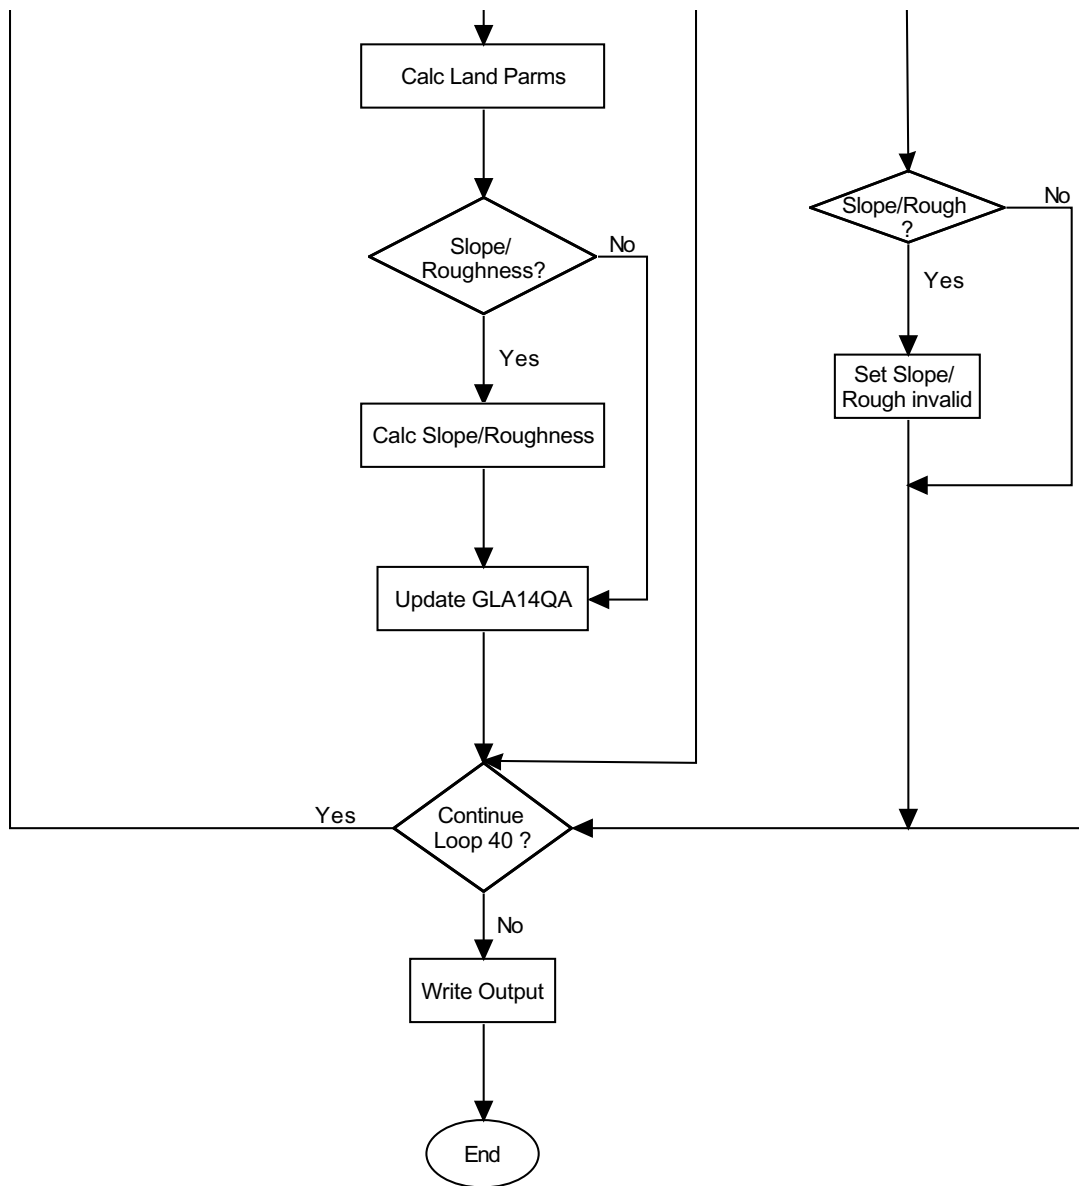 Calc Land Parms
Slope/
Roughness?
No
Yes
Calc Slope/Roughness
Update GLA14QA
Slope/Rough
?
No
Yes
Set Slope/
Rough invalid
Continue
Loop 40 ?
Yes
No
Write Output
End